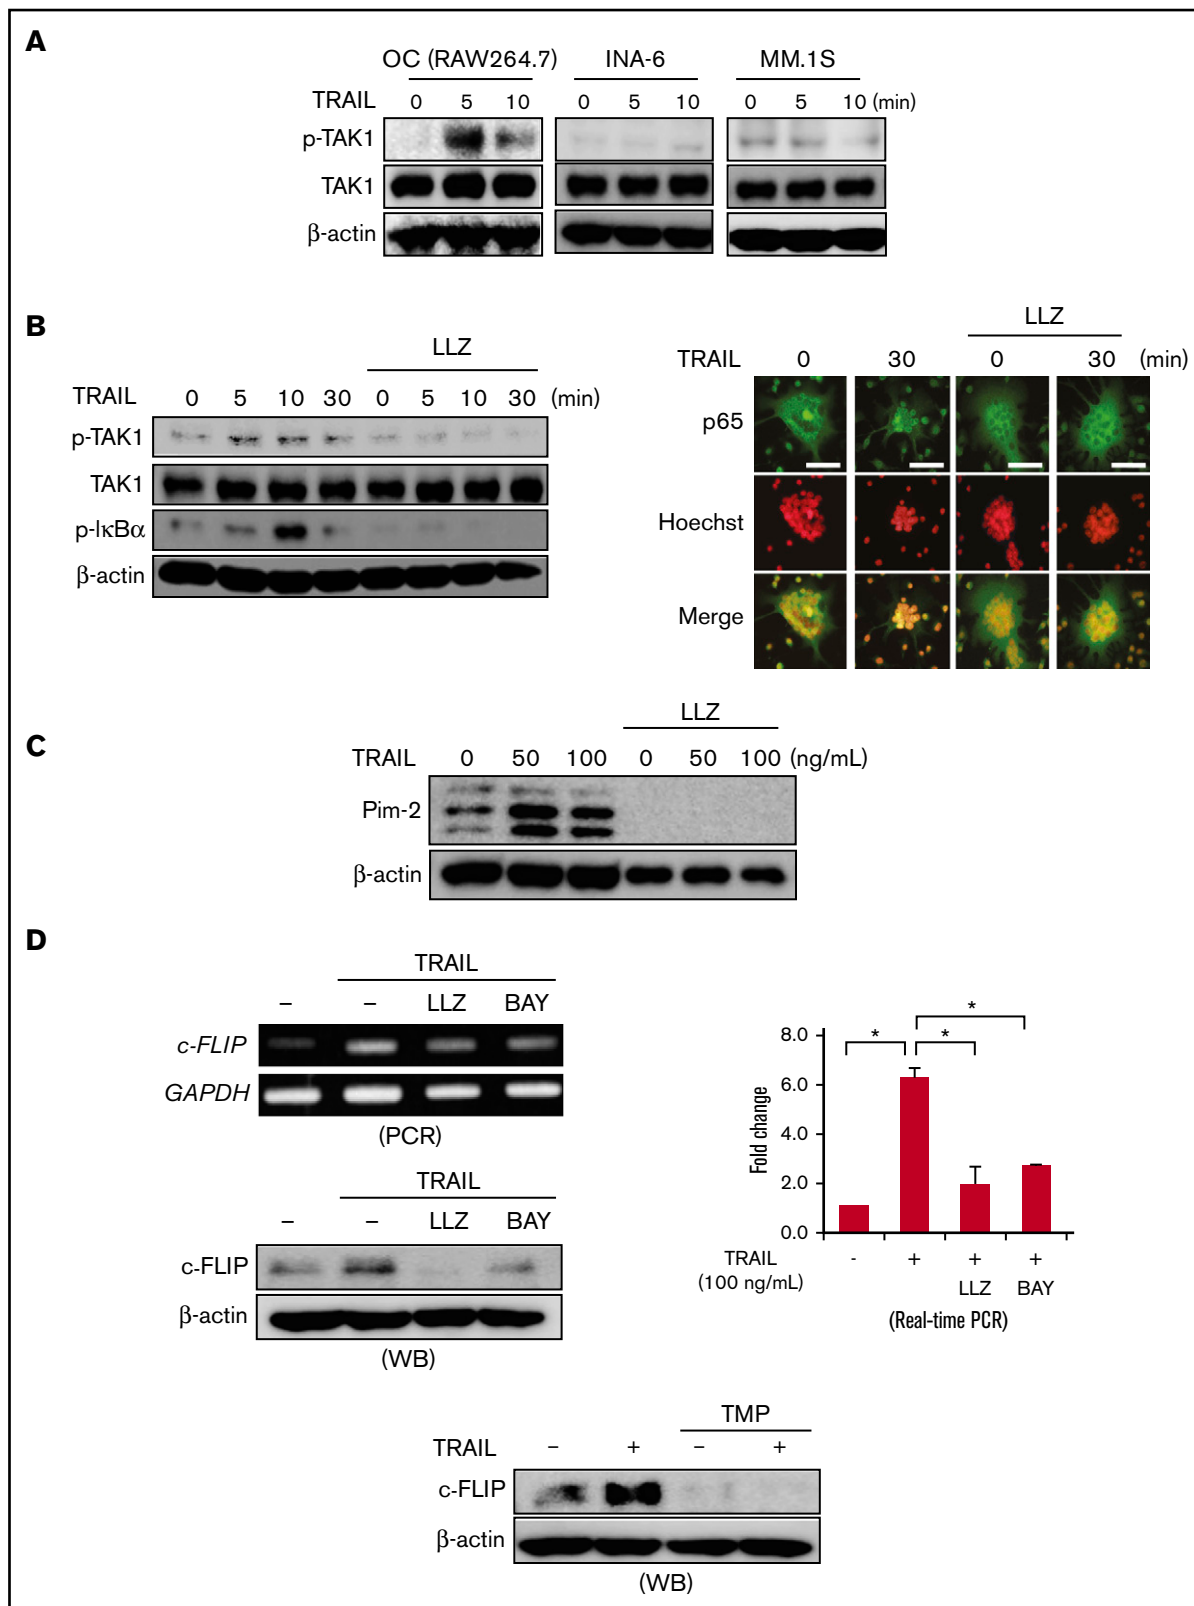 A
OC (RAW264.7) INA-6 MM.1S
TRAIL 0 5 10 0 5 10 0 5 10 (min)
p-TAK1
TAK1
β-actin
B
LLZ
TRAIL 0 5 10 30 0 5 10 30 (min)
p-TAK1
TAK1
p-IκBα
β-actin
LLZ
TRAIL 0 30 0 30 (min)
p65
Hoechst
Merge
C
LLZ
TRAIL 0 50 100 0 50 100 (ng/mL)
Pim-2
β-actin
D
TRAIL
– – LLZ BAY
c-FLIP
GAPDH
(PCR)
TRAIL
– – LLZ BAY
c-FLIP
β-actin
(WB)
* * *
8.0
6.0
4.0
2.0
0.0
Fold change
TRAIL - + + +
(100 ng/mL) LLZ BAY
(Real-time PCR)
TMP
TRAIL – + – +
c-FLIP
β-actin
(WB)